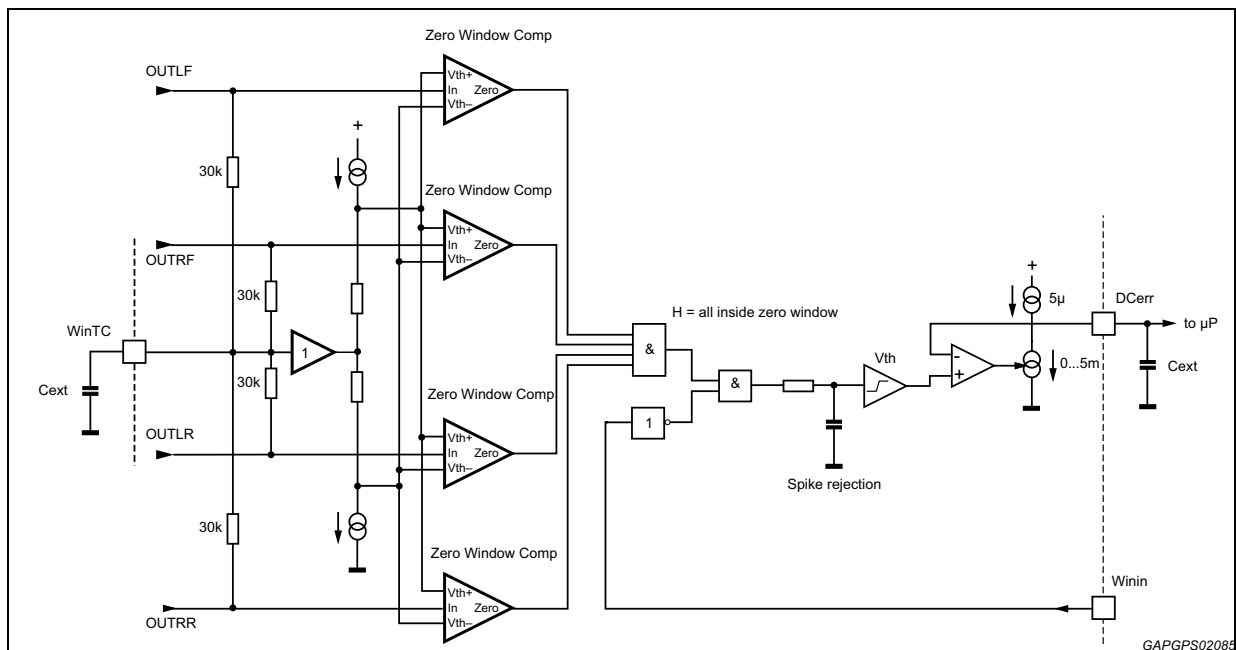 Zero Window Comp
OUTLF
Vth+
In Zero
Vth–
+
30k
Zero Window Comp
Vth+
In Zero
Vth–
OUTRF
30k
WinTC
1
30k
Cext
H = all inside zero window
&
&
Vth
-
+
+
5µ
0...5m
DCerr
to µP
Cext
Zero Window Comp
Vth+
In Zero
Vth–
OUTLR
1
Spike rejection
30k
Zero Window Comp
Vth+
In Zero
Vth–
OUTRR
Winin
GAPGPS02085